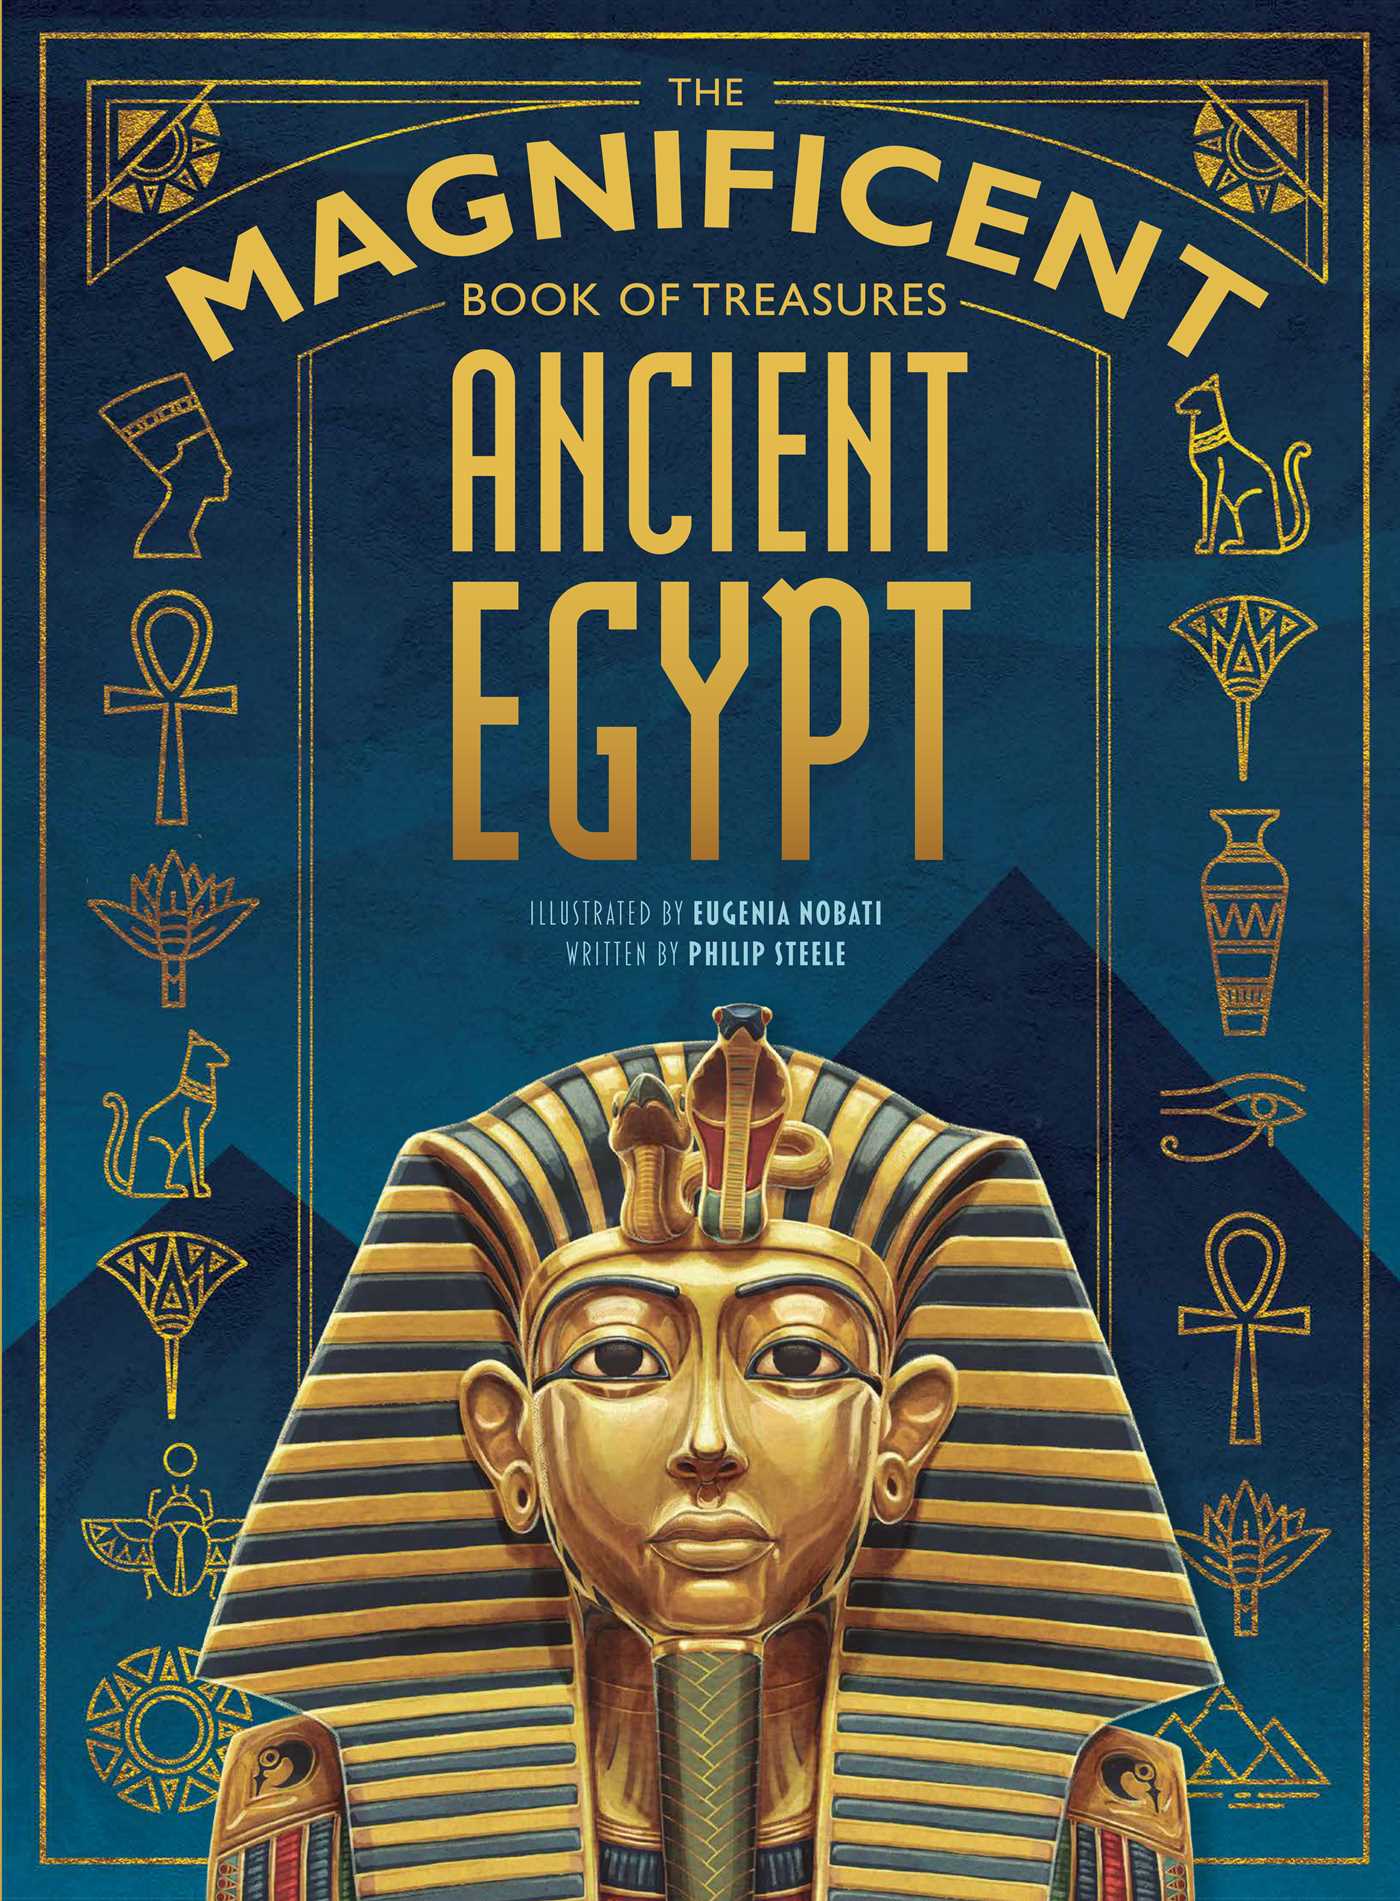 THE
MAGNIFICENT
BOOK OF TREASURES
ANCIENT
EGYPT
ILLUSTRATED BY EUGENIA NOBATI
WRITTEN BY PHILIP STEELE